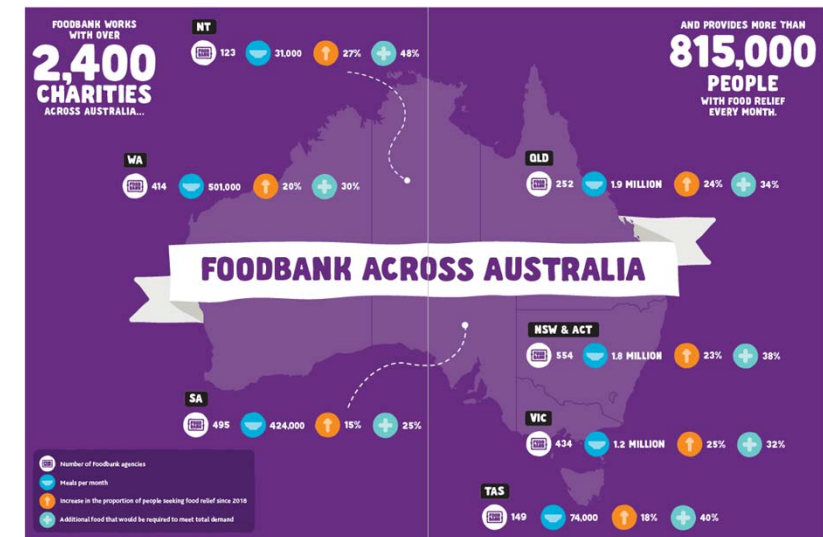 FOODBANK WORKS
WITH OVER
2,400
CHARITIES
ACROSS AUSTRALIA...
AND PROVIDES MORE THAN
815,000
PEOPLE
WITH FOOD RELIEF
EVERY MONTH.
NT
123 31,000 27% 48%
WA
414 501,000 20% 30%
QLD
252 1.9 MILLION 24% 34%
FOODBANK ACROSS AUSTRALIA
NSW & ACT
554 1.8 MILLION 23% 38%
SA
495 424,000 15% 25%
VIC
434 1.2 MILLION 25% 32%
TAS
149 74,000 18% 40%
Number of Foodbank agencies
Meals per month
Increase in the proportion of people seeking food relief since 2018
Additional food that would be required to meet total demand